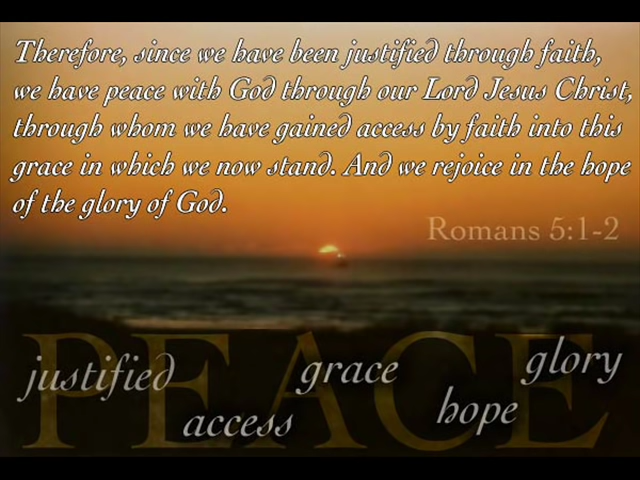 Therefore, since we have been justified through faith,
we have peace with God through our Lord Jesus Christ,
through whom we have gained access by faith into this
grace in which we now stand. And we rejoice in the hope
of the glory of God.
Romans 5:1-2
PEACE
justified grace glory
access hope